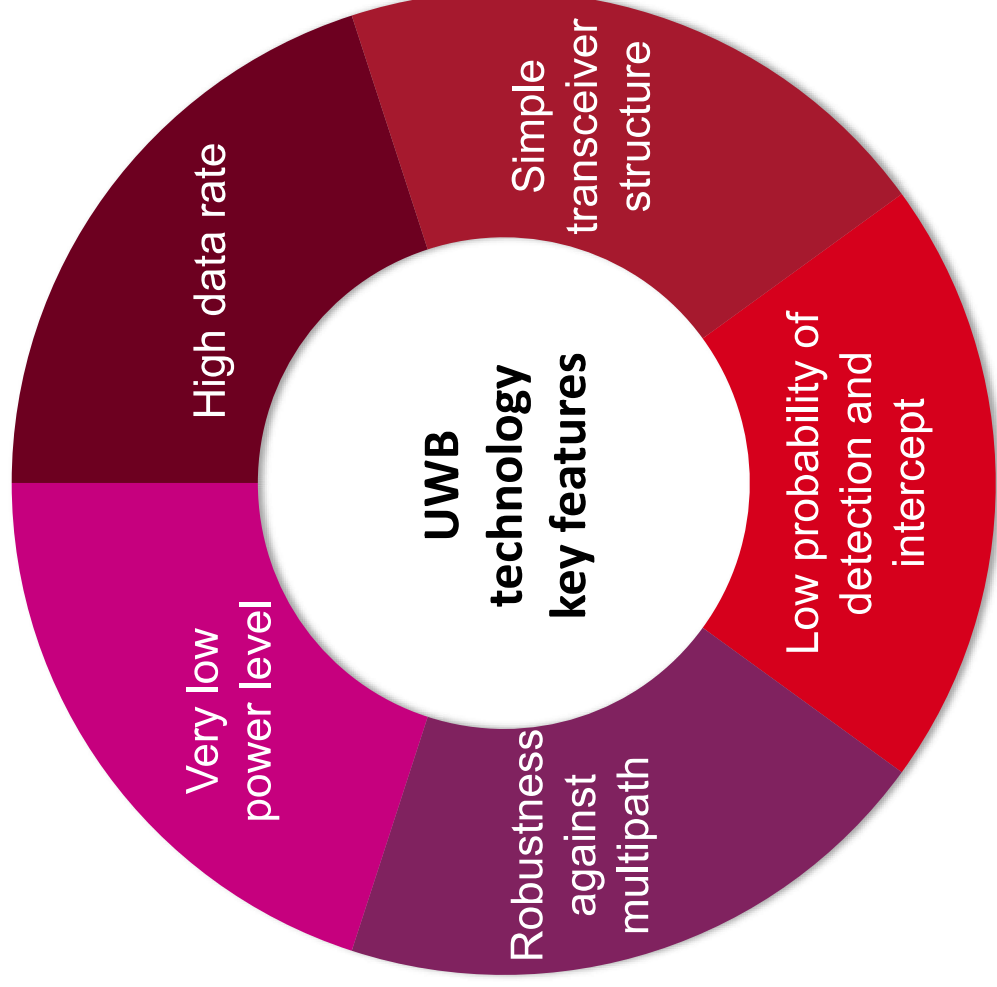 UWB
technology
key features
High data rate
Simple
transceiver
structure
Low probability of
detection and
intercept
Robustness
against
multipath
Very low
power level